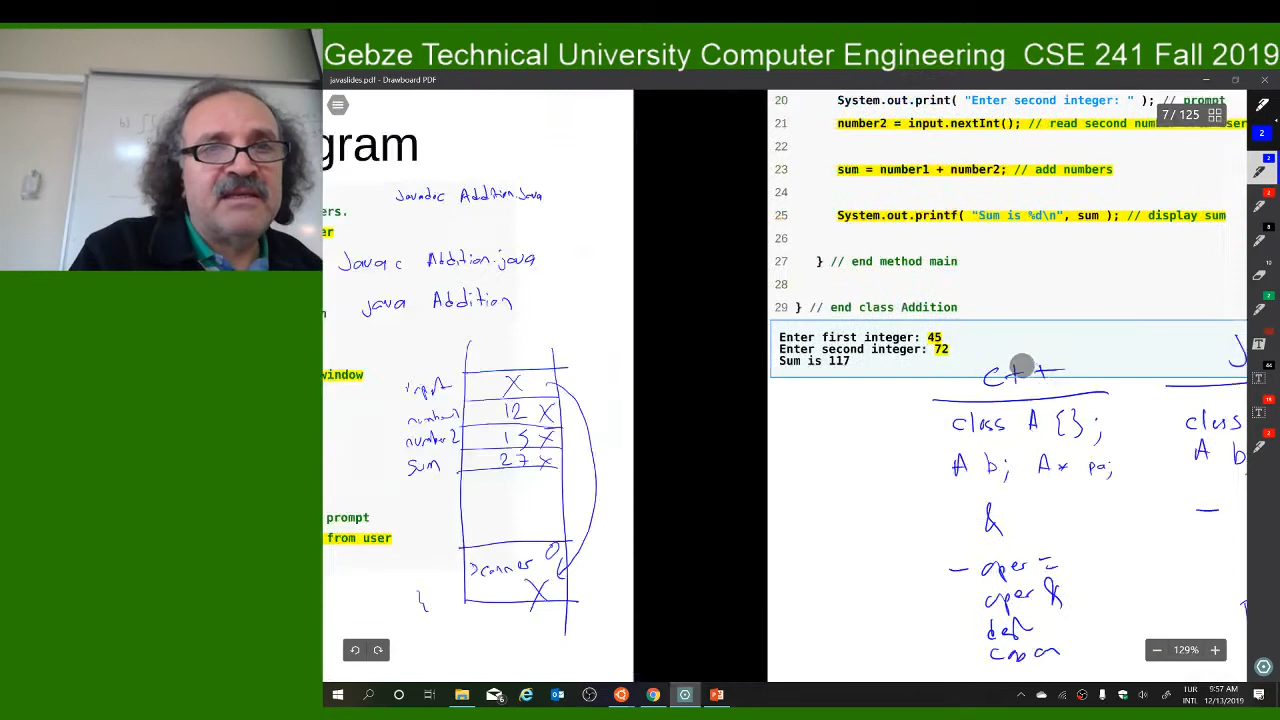 Gebze Technical University Computer Engineering CSE 241 Fall 2019
javaslides.pdf - Drawboard PDF
gram
Javadoc Addition.java
ers.
er
Javac Addition.java
java Addition
window
input X
number1 12 X
number2 15 X
sum 27 X
prompt
from user
Scanner
X
20 System.out.print( "Enter second integer: " ); // prompt
7 / 125
21 number2 = input.nextInt(); // read second number
ser
22
23 sum = number1 + number2; // add numbers
24
25 System.out.printf( "Sum is %d\n", sum ); // display sum
26
27 } // end method main
28
29 } // end class Addition
Enter first integer: 45
Enter second integer: 72
Sum is 117
C++
J
class A {};
class
A b; A* pa;
A b
&
- oper =
oper &
def
129%
TUR
INTL
9:57 AM
12/13/2019